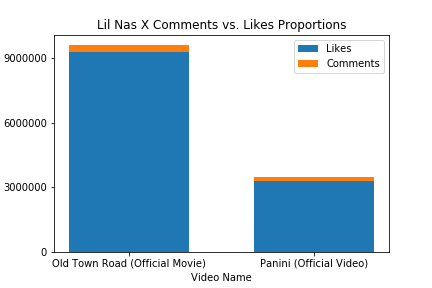 Lil Nas X Comments vs. Likes Proportions
Likes
Comments
9000000
6000000
3000000
0
Old Town Road (Official Movie)
Panini (Official Video)
Video Name